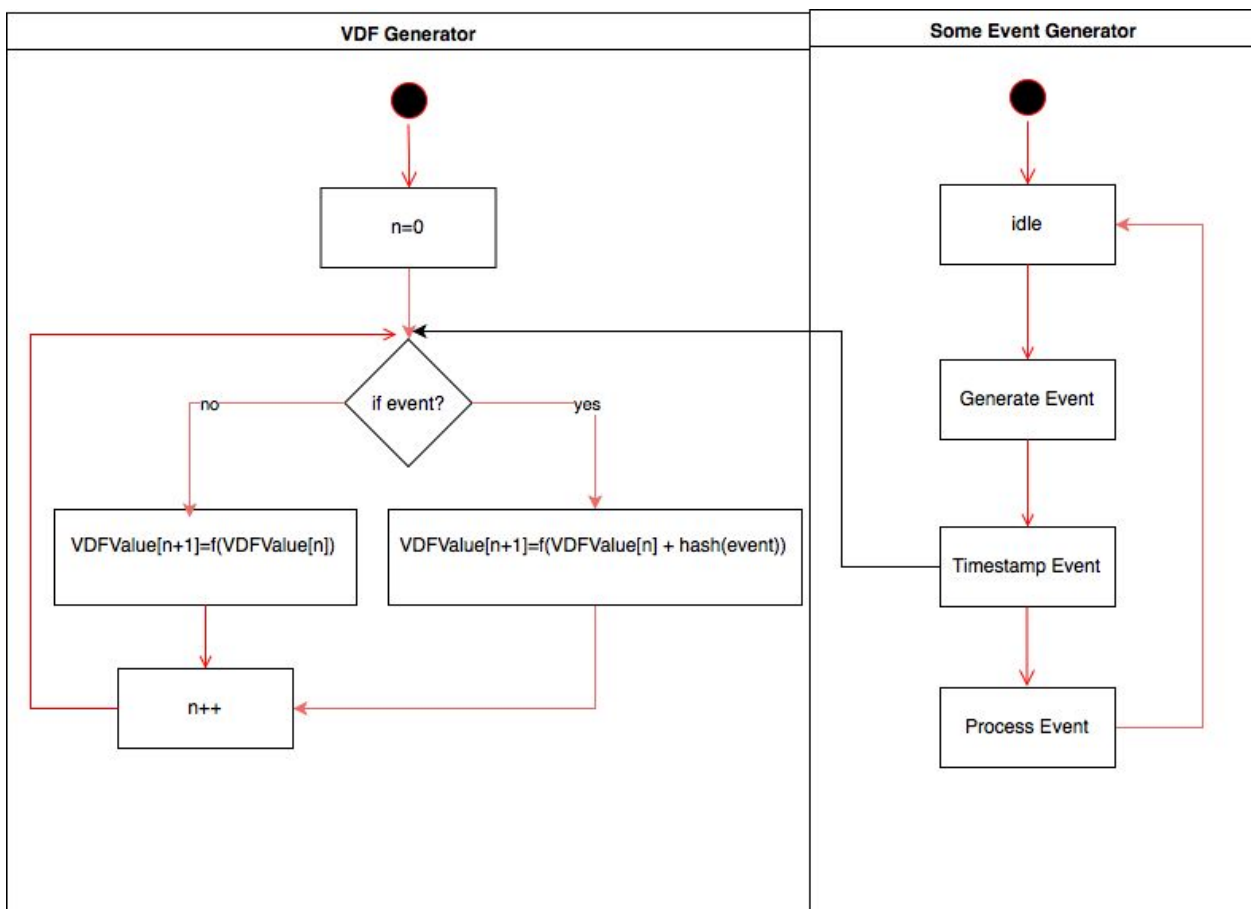 VDF Generator
Some Event Generator
n=0
idle
if event?
no
yes
Generate Event
VDFValue[n+1]=f(VDFValue[n])
VDFValue[n+1]=f(VDFValue[n] + hash(event))
Timestamp Event
n++
Process Event